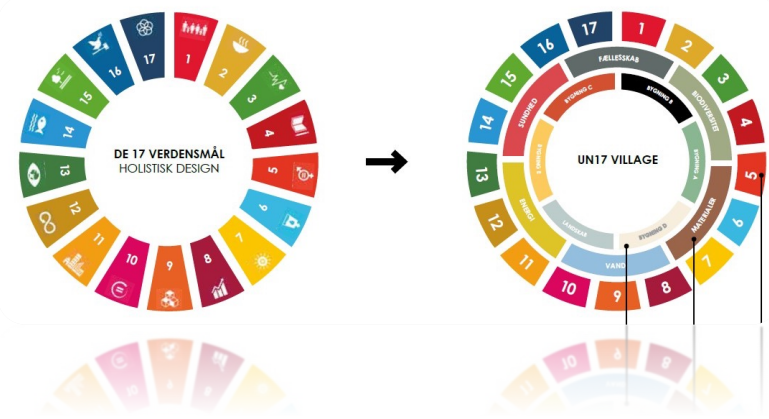 1
2
3
4
5
6
7
8
9
10
11
12
13
14
15
16
17
DE 17 VERDENSMÅL
HOLISTISK DESIGN
1
2
3
4
5
6
7
8
9
10
11
12
13
14
15
16
17
FÆLLESSKAB
BIODIVERSITET
MATERIALER
VAND
ENERGI
SUNDHED
BYGNING B
BYGNING A
BYGNING D
LANDSKAB
BYGNING E
BYGNING C
UN17 VILLAGE